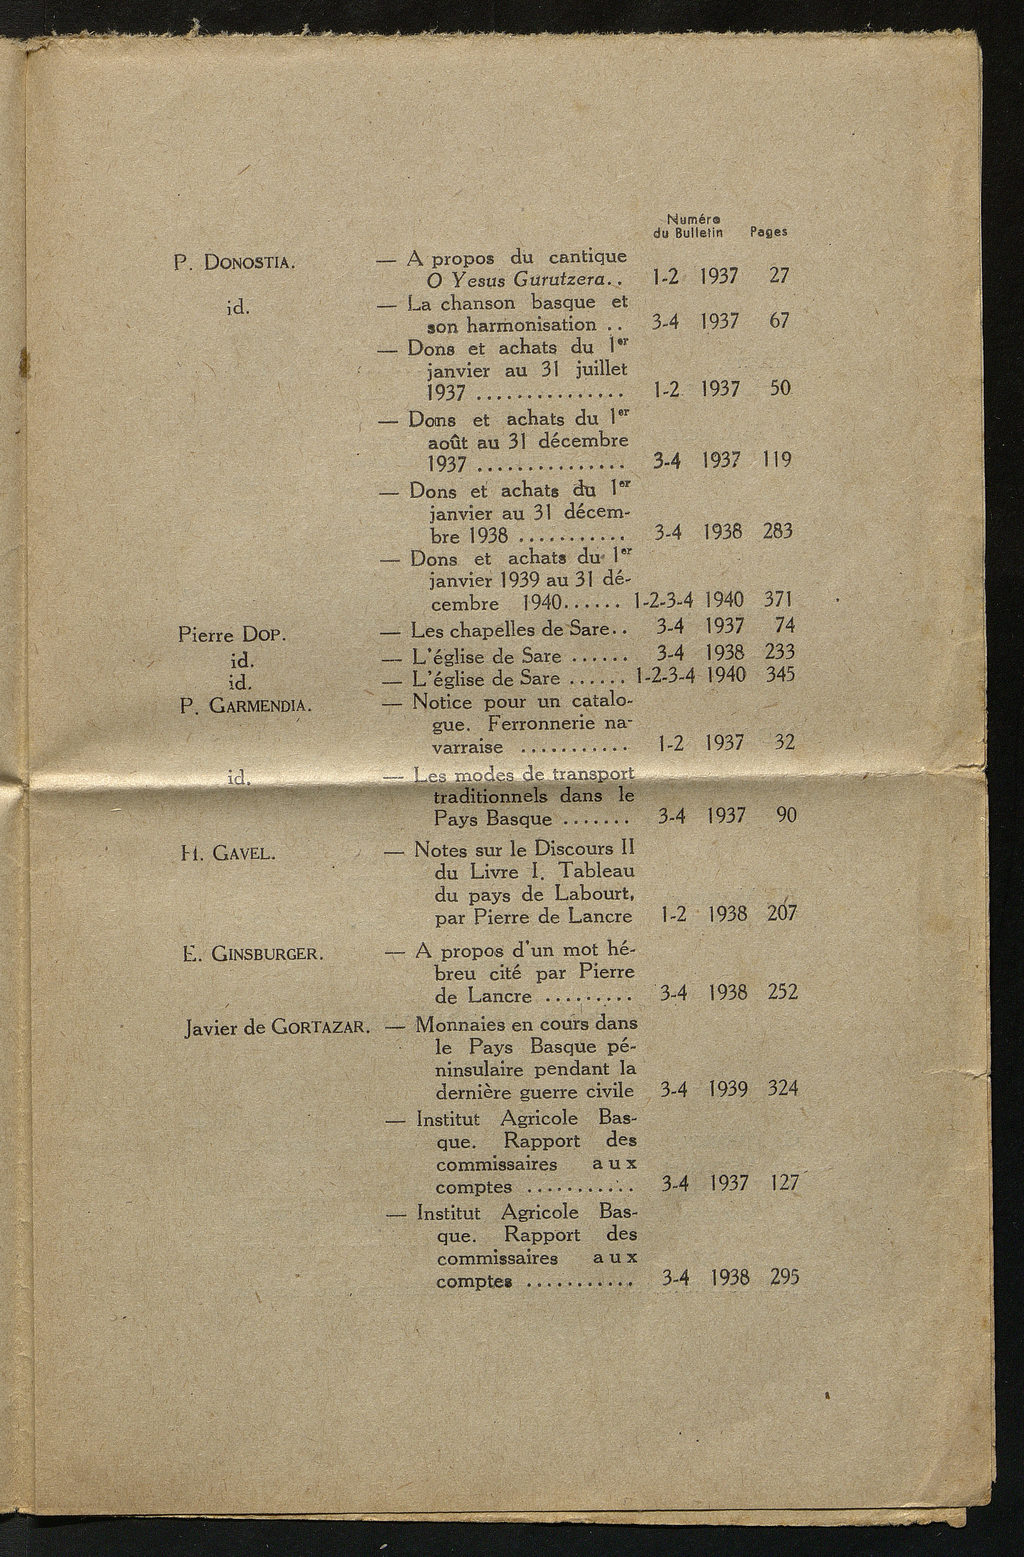 Numéro
du Bulletin Pages
P. DONOSTIA. — A propos du cantique
O Yesus Gurutzera.. 1-2 1937 27
id. — La chanson basque et
son harmonisation .. 3-4 1937 67
— Dons et achats du 1er
janvier au 31 juillet
1937 ............... 1-2 1937 50
— Dons et achats du 1er
août au 31 décembre
1937 ............... 3-4 1937 119
— Dons et achats du 1er
janvier au 31 décem-
bre 1938 ........... 3-4 1938 283
— Dons et achats du 1er
janvier 1939 au 31 dé-
cembre 1940...... 1-2-3-4 1940 371
Pierre DOP. — Les chapelles de Sare.. 3-4 1937 74
id. — L'église de Sare ...... 3-4 1938 233
id. — L'église de Sare ...... 1-2-3-4 1940 345
P. GARMENDIA. — Notice pour un catalo-
gue. Ferronnerie na-
varraise ........... 1-2 1937 32
id. — Les modes de transport
traditionnels dans le
Pays Basque ....... 3-4 1937 90
H. GAVEL. — Notes sur le Discours II
du Livre I. Tableau
du pays de Labourt,
par Pierre de Lancre 1-2 1938 207
E. GINSBURGER. — A propos d'un mot hé-
breu cité par Pierre
de Lancre ......... 3-4 1938 252
Javier de GORTAZAR. — Monnaies en cours dans
le Pays Basque pé-
ninsulaire pendant la
dernière guerre civile 3-4 1939 324
— Institut Agricole Bas-
que. Rapport des
commissaires aux
comptes ........... 3-4 1937 127
— Institut Agricole Bas-
que. Rapport des
commissaires aux
comptes ........... 3-4 1938 295